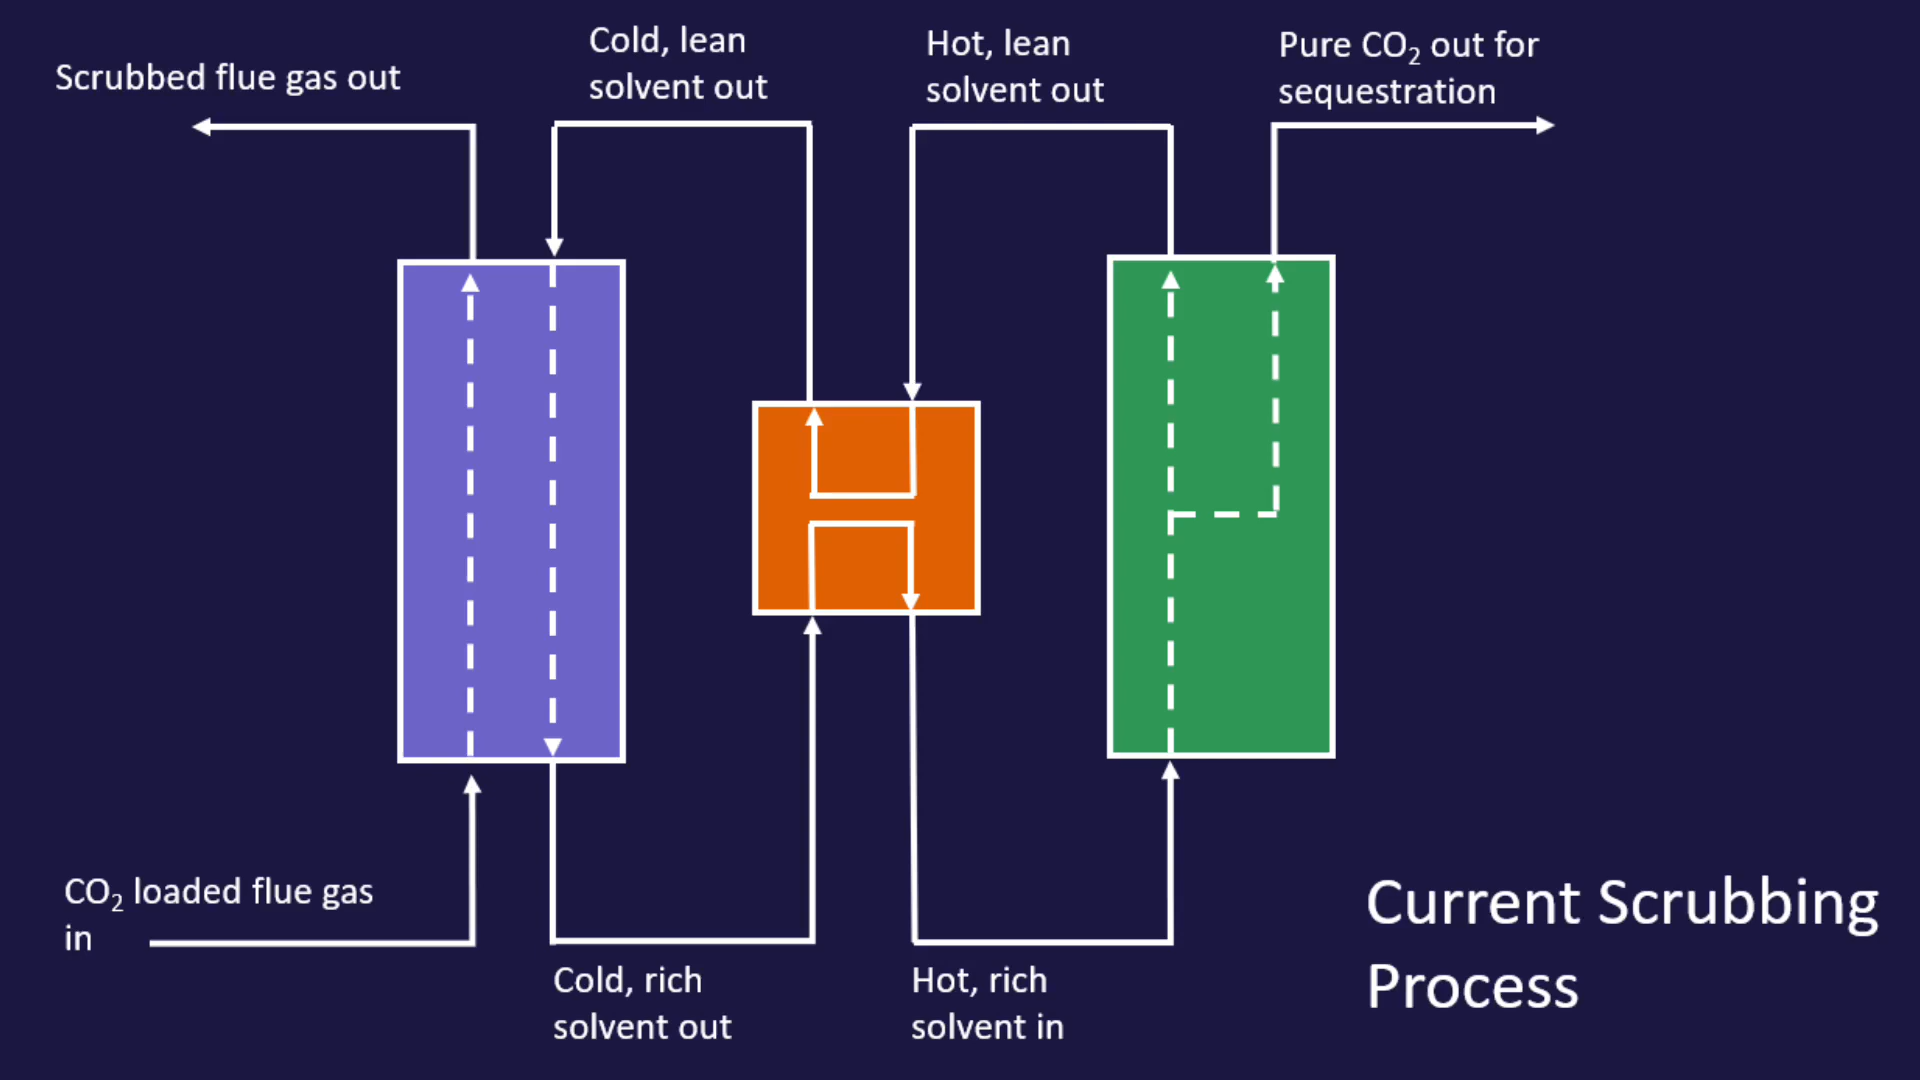 Scrubbed flue gas out
Cold, lean
solvent out
Hot, lean
solvent out
Pure CO₂ out for
sequestration
CO₂ loaded flue gas
in
Cold, rich
solvent out
Hot, rich
solvent in
Current Scrubbing
Process